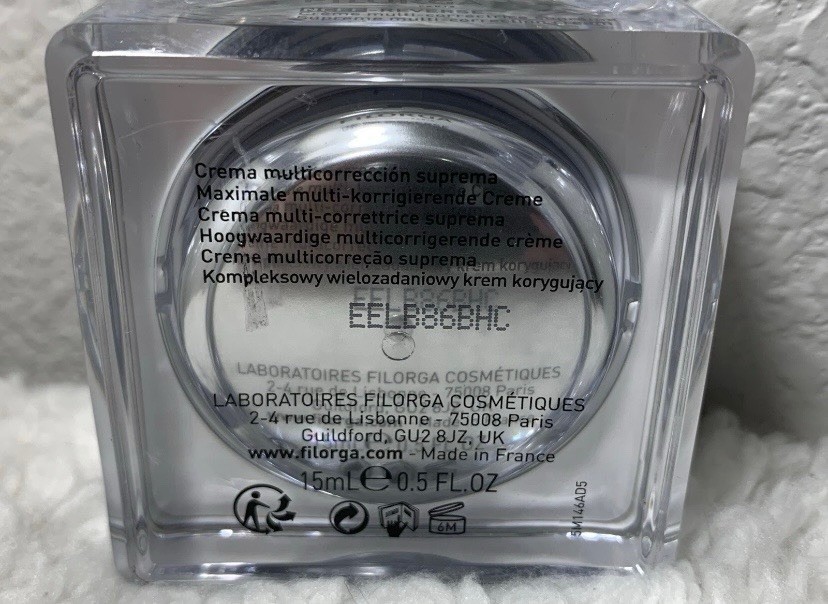 Crema multicorrección suprema
Maximale multi-korrigierende Creme
Crema multi-correttrice suprema
Hoogwaardige multicorrigerende crème
Creme multicorreção suprema
Kompleksowy wielozadaniowy krem korygujący
EELB86BHC
LABORATOIRES FILORGA COSMÉTIQUES
2-4 rue de Lisbonne - 75008 Paris
Guildford, GU2 8JZ, UK
www.filorga.com - Made in France
15mL e 0.5 FL.OZ
6M
5M146AD5